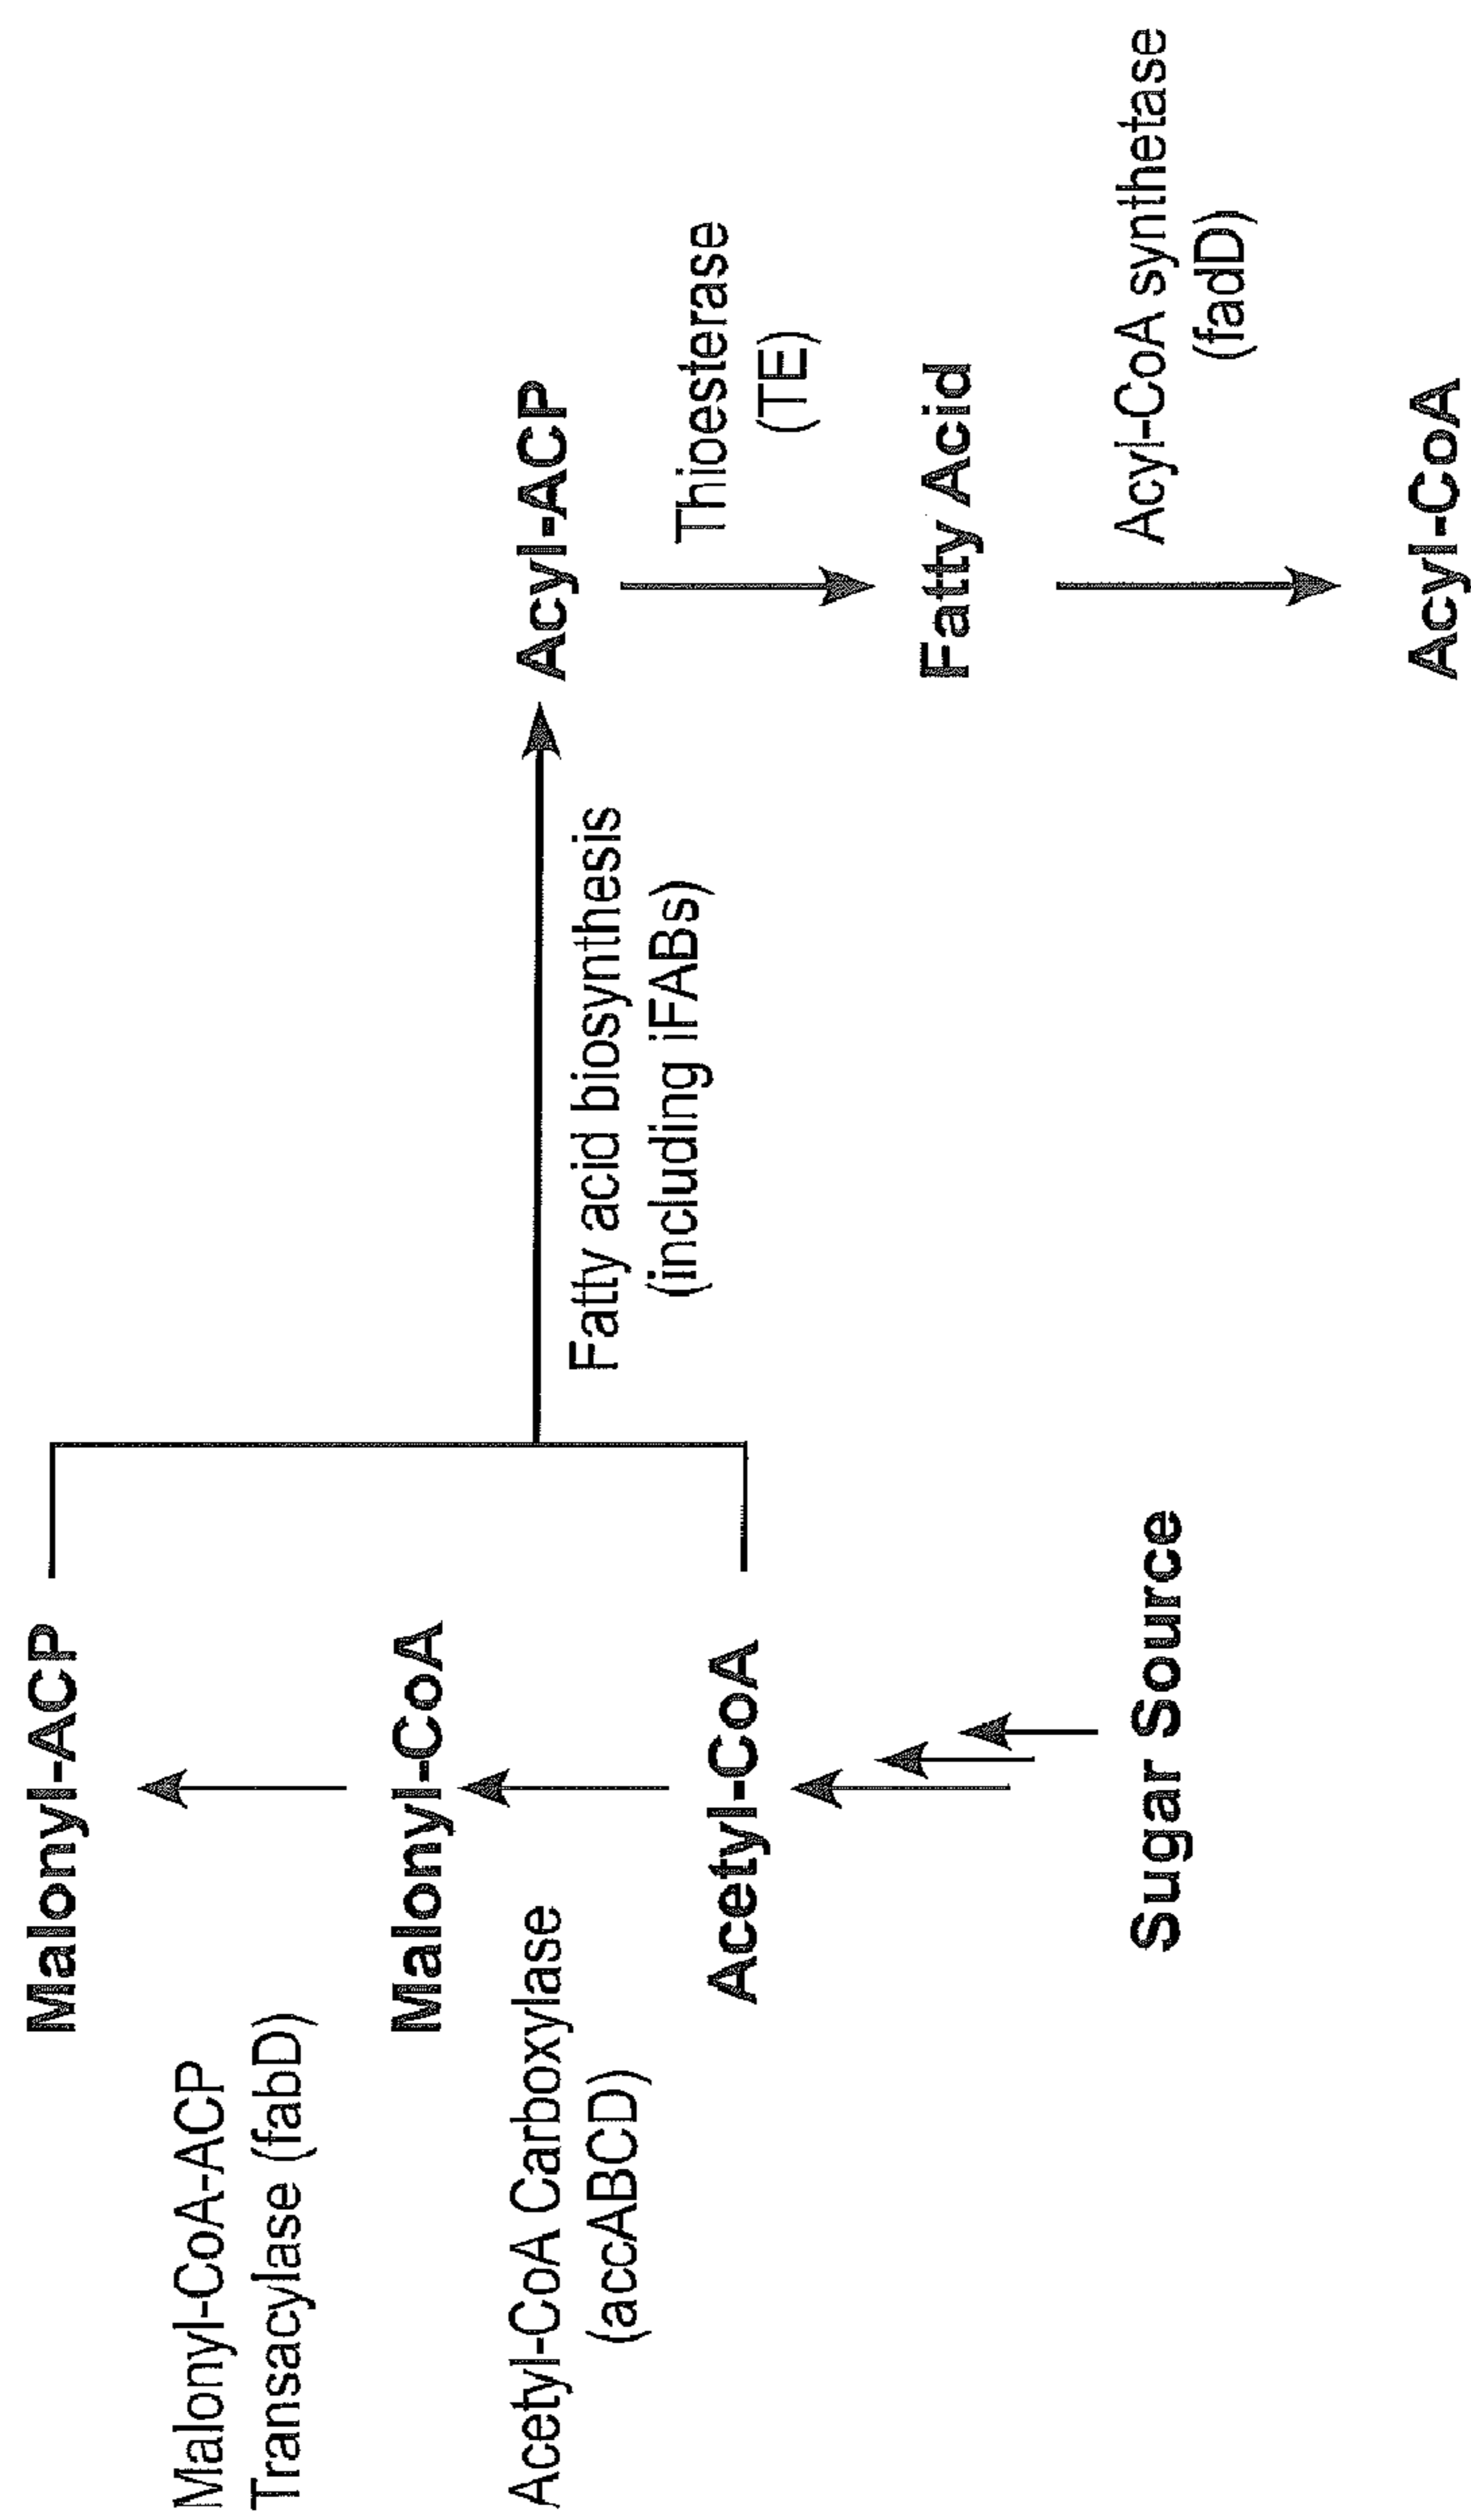 Malonyl-ACP
Malonyl-CoA-ACP
Transacylase (fabD)
Malonyl-CoA
Acetyl-CoA Carboxylase
(accABCD)
Acetyl-CoA
Sugar Source
Fatty acid biosynthesis
(including iFABs)
Acyl-ACP
Thioesterase
(TE)
Fatty Acid
Acyl-CoA synthetase
(fadD)
Acyl-CoA